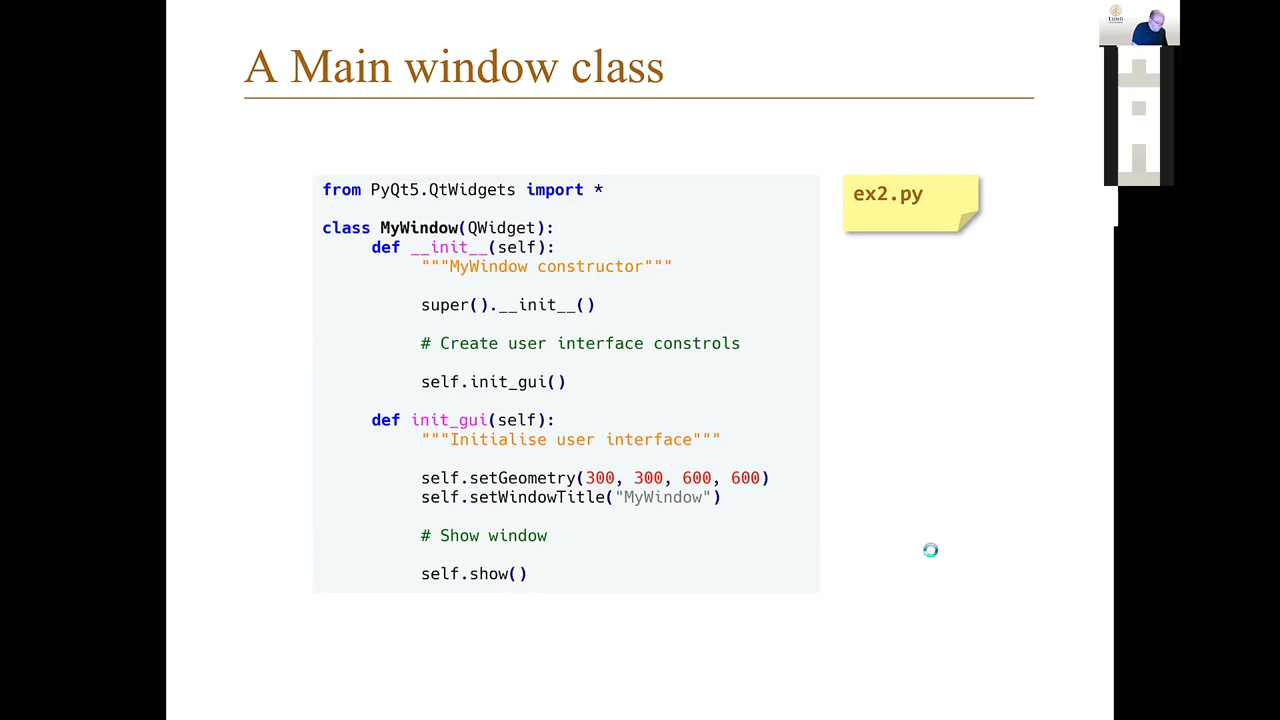 A Main window class
from PyQt5.QtWidgets import *
ex2.py
class MyWindow(QWidget):
def __init__(self):
"""MyWindow constructor"""
super().__init__()
# Create user interface constrols
self.init_gui()
def init_gui(self):
"""Initialise user interface"""
self.setGeometry(300, 300, 600, 600)
self.setWindowTitle("MyWindow")
# Show window
self.show()